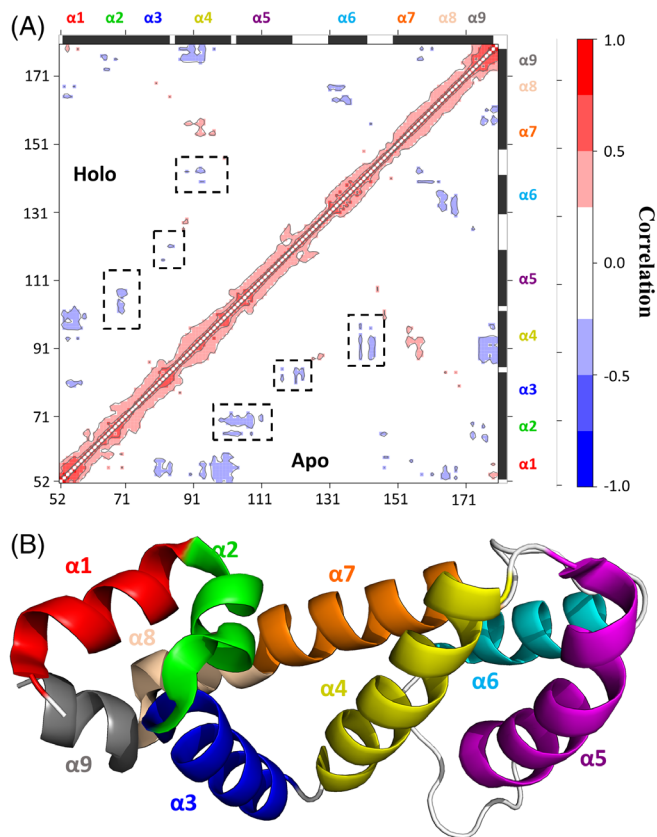 (A)
α1 α2 α3 α4 α5 α6 α7 α8 α9
1.0
171
α9
α8
151
α7
0.5
Holo
131
α6
0.0
Correlation
111
α5
91
α4
-0.5
α3
71
α2
Apo
α1
52
-1.0
52 71 91 111 131 151 171
(B)
α1 α2 α7
α8
α4 α6
α9 α3 α5